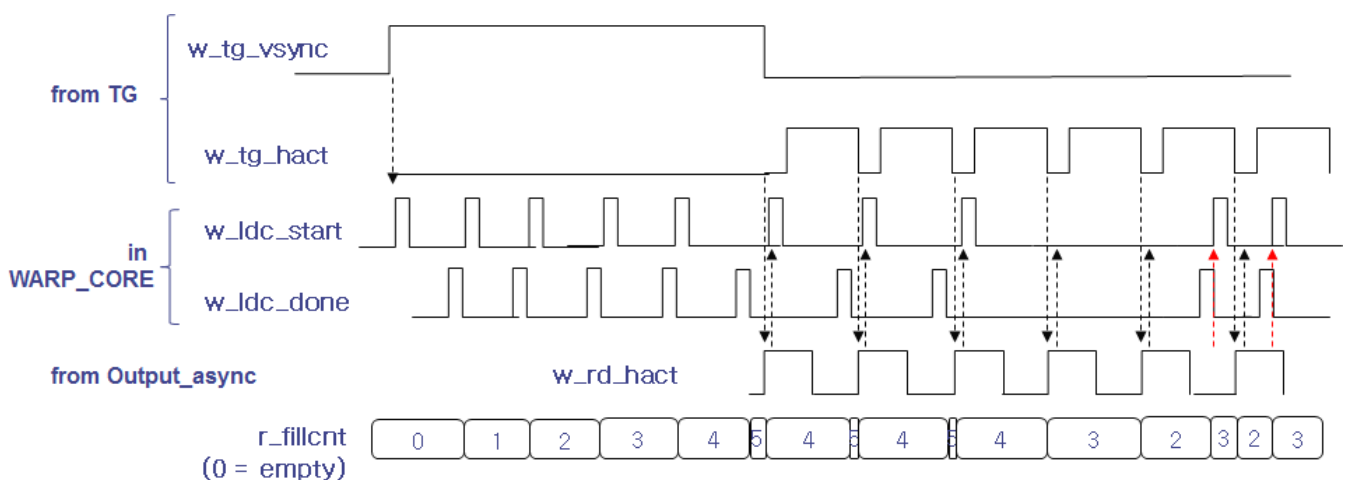 w_tg_vsync
from TG
w_tg_hact
w_ldc_start
in
WARP_CORE
w_ldc_done
from Output_async
w_rd_hact
r_fillcnt
0 1 2 3 4 5 4 5 4 5 4 3 2 3 2 3
(0 = empty)